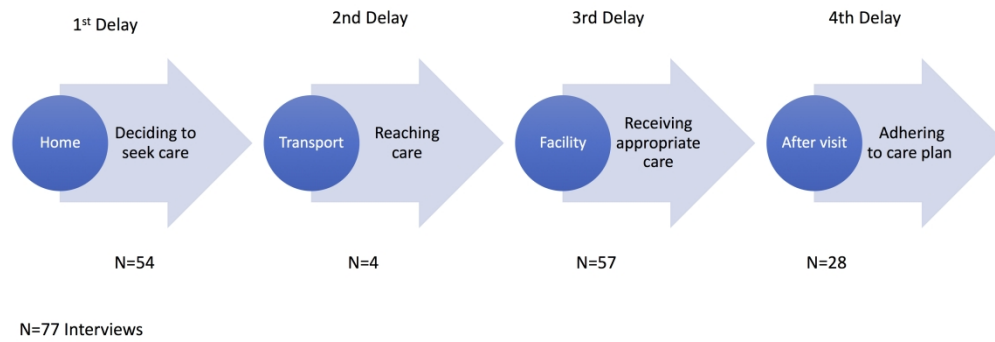 1st Delay
2nd Delay
3rd Delay
4th Delay
Home
Deciding to
seek care
Transport
Reaching
care
Facility
Receiving
appropriate
care
After visit
Adhering
to care plan
N=54
N=4
N=57
N=28
N=77 Interviews